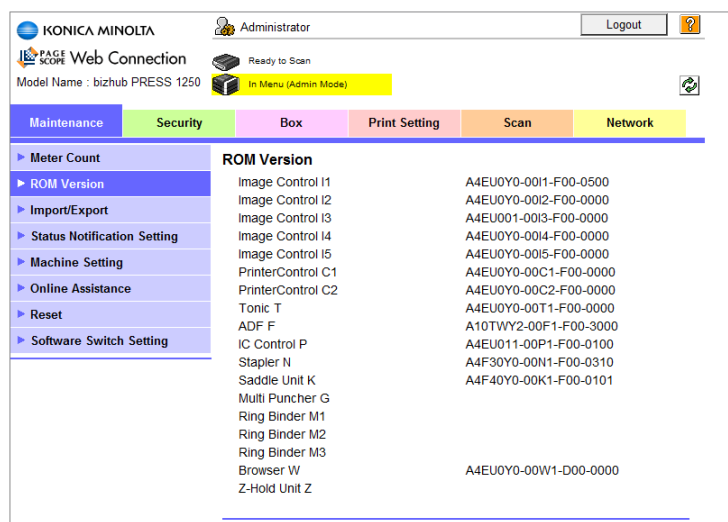 KONICA MINOLTA
Administrator
Logout
?
PAGE SCOPE Web Connection
Ready to Scan
Model Name : bizhub PRESS 1250
In Menu (Admin Mode)
Maintenance Security Box Print Setting Scan Network
Meter Count
ROM Version
Import/Export
Status Notification Setting
Machine Setting
Online Assistance
Reset
Software Switch Setting
ROM Version
Image Control I1 A4EU0Y0-00I1-F00-0500
Image Control I2 A4EU0Y0-00I2-F00-0000
Image Control I3 A4EU001-00I3-F00-0000
Image Control I4 A4EU0Y0-00I4-F00-0000
Image Control I5 A4EU0Y0-00I5-F00-0000
PrinterControl C1 A4EU0Y0-00C1-F00-0000
PrinterControl C2 A4EU0Y0-00C2-F00-0000
Tonic T A4EU0Y0-00T1-F00-0000
ADF F A10TWY2-00F1-F00-3000
IC Control P A4EU011-00P1-F00-0100
Stapler N A4F30Y0-00N1-F00-0310
Saddle Unit K A4F40Y0-00K1-F00-0101
Multi Puncher G
Ring Binder M1
Ring Binder M2
Ring Binder M3
Browser W A4EU0Y0-00W1-D00-0000
Z-Hold Unit Z